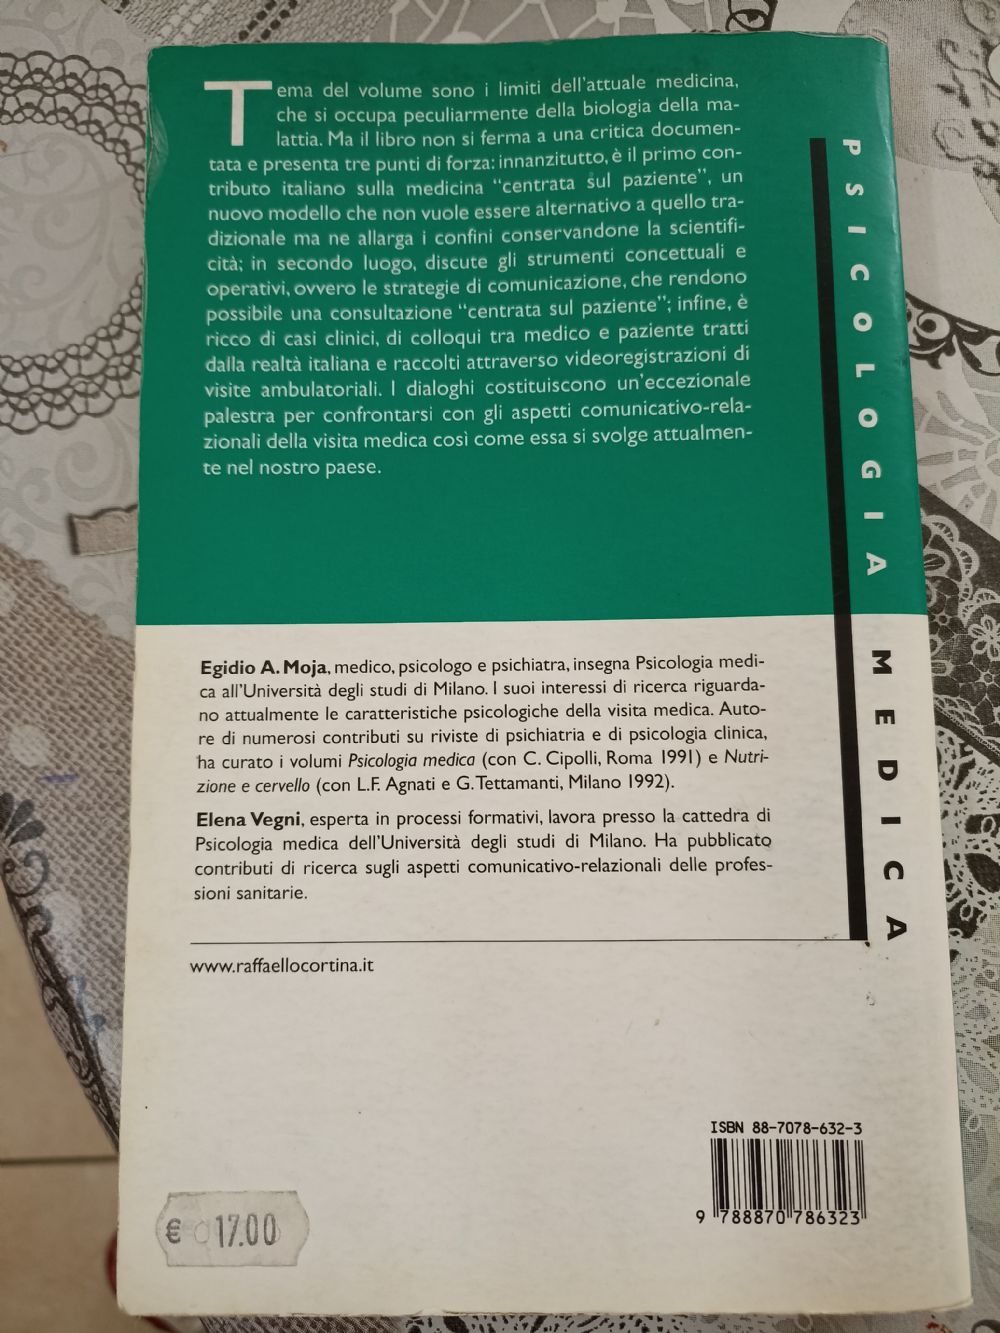 Tema del volume sono i limiti dell'attuale medicina,
che si occupa peculiarmente della biologia della ma-
lattia. Ma il libro non si ferma a una critica documen-
tata e presenta tre punti di forza: innanzitutto, è il primo con-
tributo italiano sulla medicina "centrata sul paziente", un
nuovo modello che non vuole essere alternativo a quello tra-
dizionale ma ne allarga i confini conservandone la scientifi-
cità; in secondo luogo, discute gli strumenti concettuali e
operativi, ovvero le strategie di comunicazione, che rendono
possibile una consultazione "centrata sul paziente"; infine, è
ricco di casi clinici, di colloqui tra medico e paziente tratti
dalla realtà italiana e raccolti attraverso videoregistrazioni di
visite ambulatoriali. I dialoghi costituiscono un'eccezionale
palestra per confrontarsi con gli aspetti comunicativo-rela-
zionali della visita medica così come essa si svolge attualmen-
te nel nostro paese.
PSICOLOGIA MEDICA
Egidio A. Moja, medico, psicologo e psichiatra, insegna Psicologia medi-
ca all'Università degli studi di Milano. I suoi interessi di ricerca riguarda-
no attualmente le caratteristiche psicologiche della visita medica. Auto-
re di numerosi contributi su riviste di psichiatria e di psicologia clinica,
ha curato i volumi Psicologia medica (con C. Cipolli, Roma 1991) e Nutri-
zione e cervello (con L.F. Agnati e G. Tettamanti, Milano 1992).
Elena Vegni, esperta in processi formativi, lavora presso la cattedra di
Psicologia medica dell'Università degli studi di Milano. Ha pubblicato
contributi di ricerca sugli aspetti comunicativo-relazionali delle profes-
sioni sanitarie.
www.raffaellocortina.it
ISBN 88-7078-632-3
9 788870 786323
€ 17.00